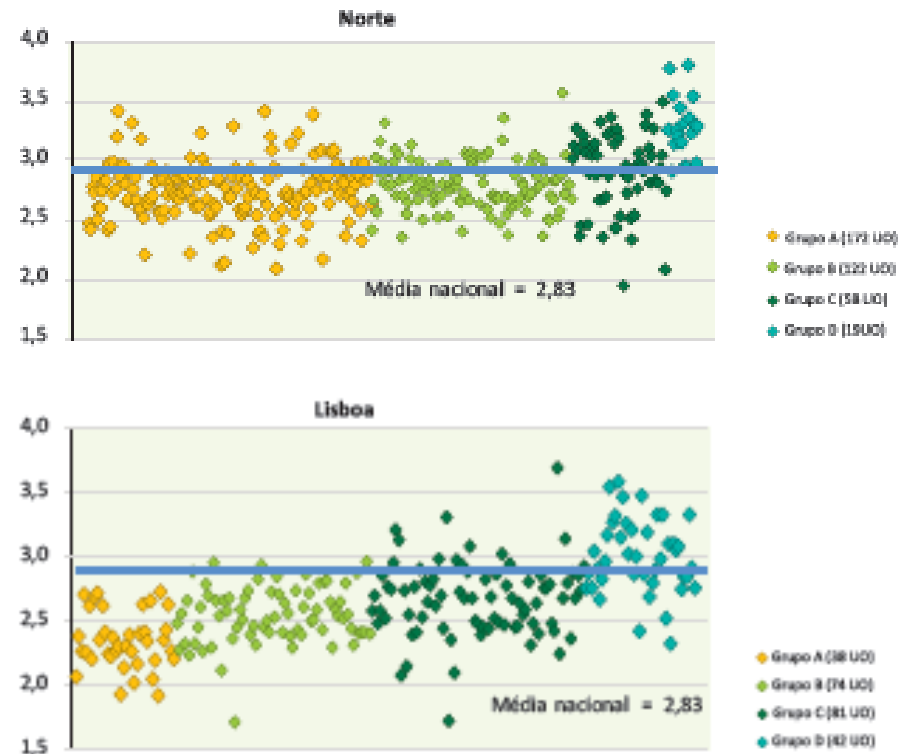 Norte
4,0
3,5
3,0
2,5
2,0
1,5
Média nacional = 2,83
Grupo A (172 UO)
Grupo B (122 UO)
Grupo C (58 UO)
Grupo D (19UO)
Lisboa
4,0
3,5
3,0
2,5
2,0
1,5
Média nacional = 2,83
Grupo A (38 UO)
Grupo B (74 UO)
Grupo C (81 UO)
Grupo D (42 UO)